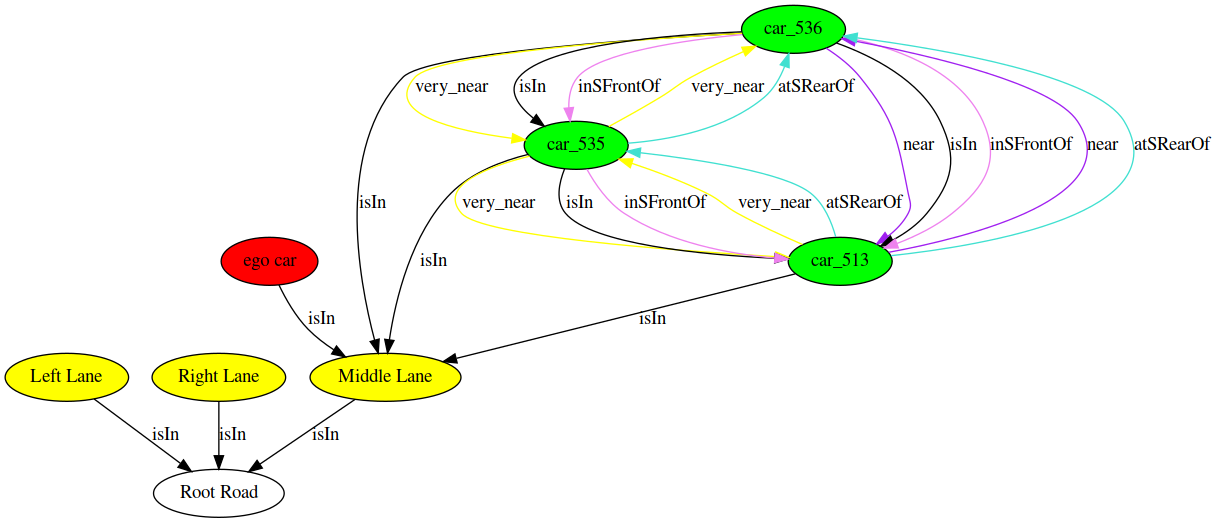 car_536
very_near
isIn
inSFrontOf
very_near
atSRearOf
car_535
near
isIn
inSFrontOf
near
atSRearOf
isIn
very_near
isIn
inSFrontOf
very_near
atSRearOf
ego car
isIn
car_513
isIn
isIn
Left Lane
Right Lane
Middle Lane
isIn
isIn
isIn
Root Road